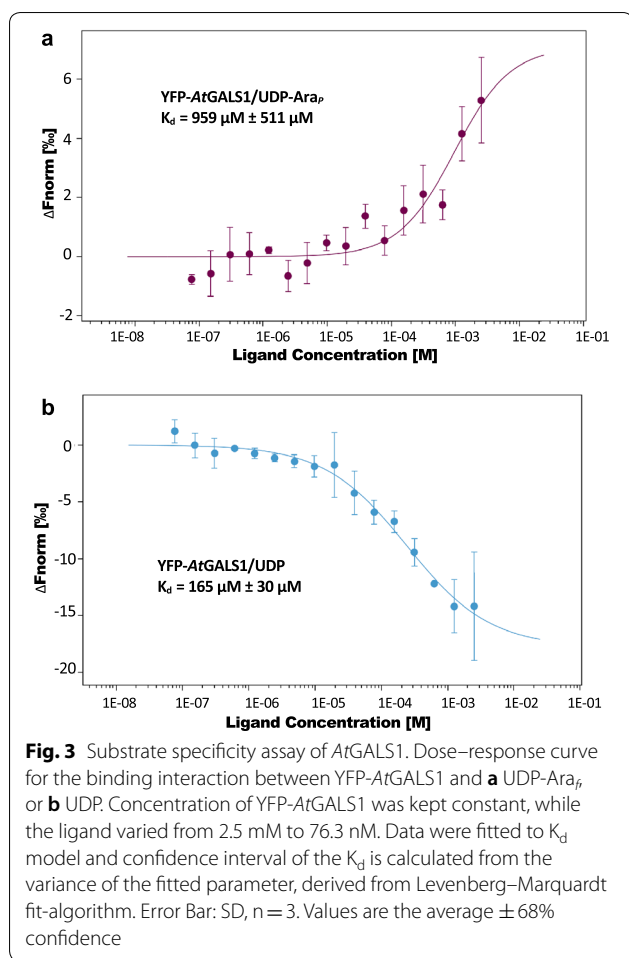 a
6
4
2
0
-2
ΔFnorm [‰]
YFP-AtGALS1/UDP-Araₚ
K_d = 959 µM ± 511 µM
1E-08 1E-07 1E-06 1E-05 1E-04 1E-03 1E-02 1E-01
Ligand Concentration [M]
b
0
-5
-10
-15
-20
ΔFnorm [‰]
YFP-AtGALS1/UDP
K_d = 165 µM ± 30 µM
1E-08 1E-07 1E-06 1E-05 1E-04 1E-03 1E-02 1E-01
Ligand Concentration [M]
Fig. 3 Substrate specificity assay of AtGALS1. Dose–response curve
for the binding interaction between YFP-AtGALS1 and a UDP-Ara_f,
or b UDP. Concentration of YFP-AtGALS1 was kept constant, while
the ligand varied from 2.5 mM to 76.3 nM. Data were fitted to K_d
model and confidence interval of the K_d is calculated from the
variance of the fitted parameter, derived from Levenberg–Marquardt
fit-algorithm. Error Bar: SD, n = 3. Values are the average ± 68%
confidence